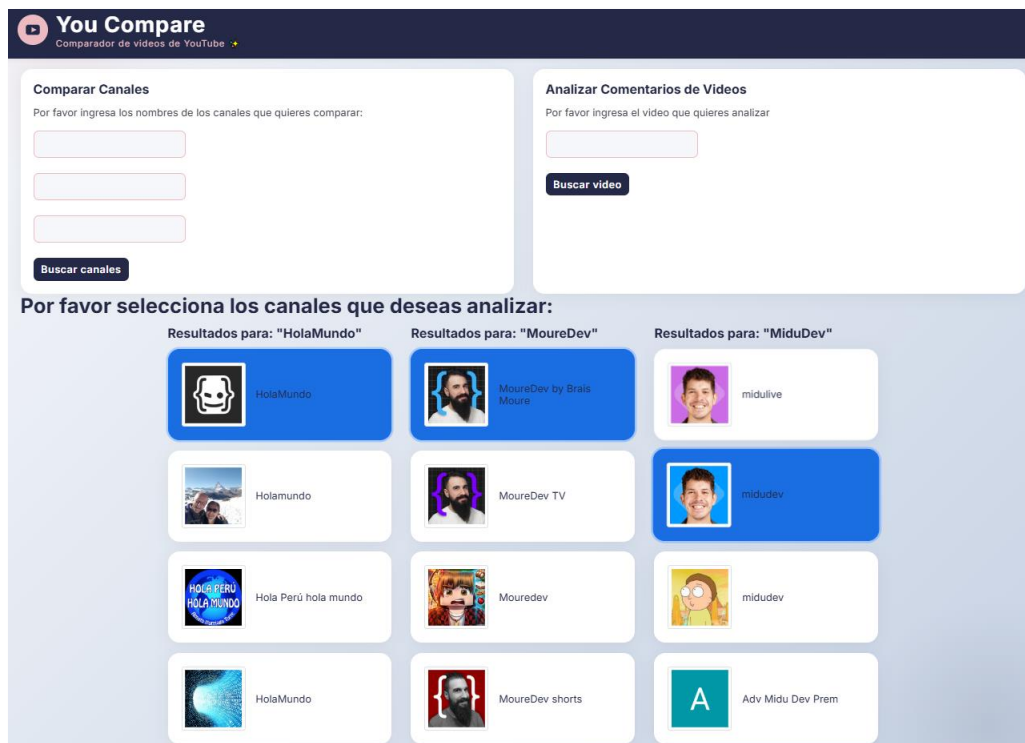 You Compare
Comparador de videos de YouTube ✨
Comparar Canales
Por favor ingresa los nombres de los canales que quieres comparar:
Buscar canales
Analizar Comentarios de Videos
Por favor ingresa el video que quieres analizar
Buscar video
Por favor selecciona los canales que deseas analizar:
Resultados para: "HolaMundo"
HolaMundo
Holamundo
HOLA PERÚ
HOLA MUNDO
Hola Perú hola mundo
HolaMundo
Resultados para: "MoureDev"
MoureDev by Brais
Moure
MoureDev TV
Mouredev
MoureDev shorts
Resultados para: "MiduDev"
midulive
midudev
midudev
A
Adv Midu Dev Prem